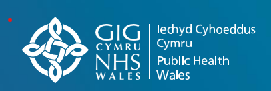 GIG
CYMRU
NHS
WALES
Iechyd Cyhoeddus
Cymru
Public Health
Wales